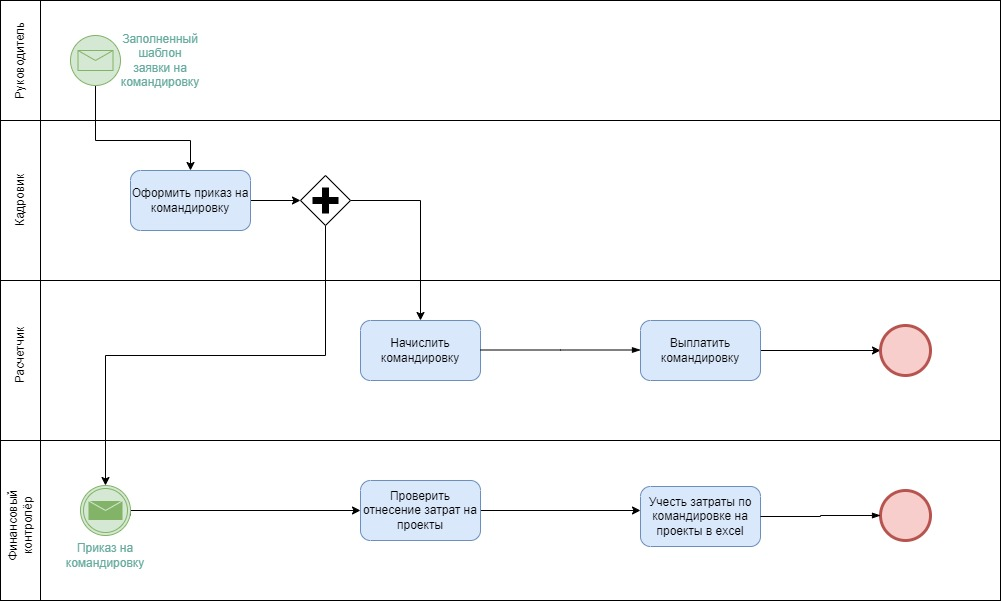 Руководитель
Заполненный
шаблон
заявки на
командировку
Кадровик
Оформить приказ на
командировку
Расчетчик
Начислить
командировку
Выплатить
командировку
Финансовый
контролёр
Приказ на
командировку
Проверить
отнесение затрат на
проекты
Учесть затраты по
командировке на
проекты в excel